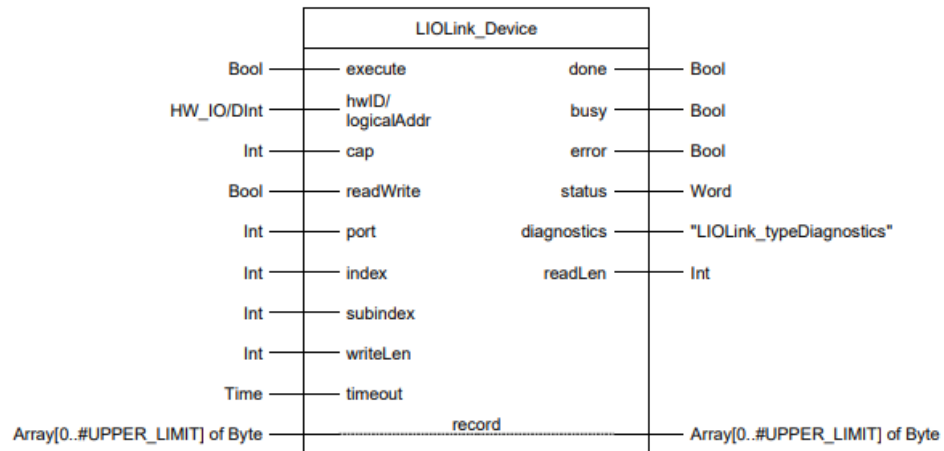 LIOLink_Device
Bool execute done Bool
HW_IO/DInt hwID/ busy Bool
logicalAddr
Int cap error Bool
Bool readWrite status Word
Int port diagnostics "LIOLink_typeDiagnostics"
Int index readLen Int
Int subindex
Int writeLen
Time timeout
Array[0..#UPPER_LIMIT] of Byte record Array[0..#UPPER_LIMIT] of Byte